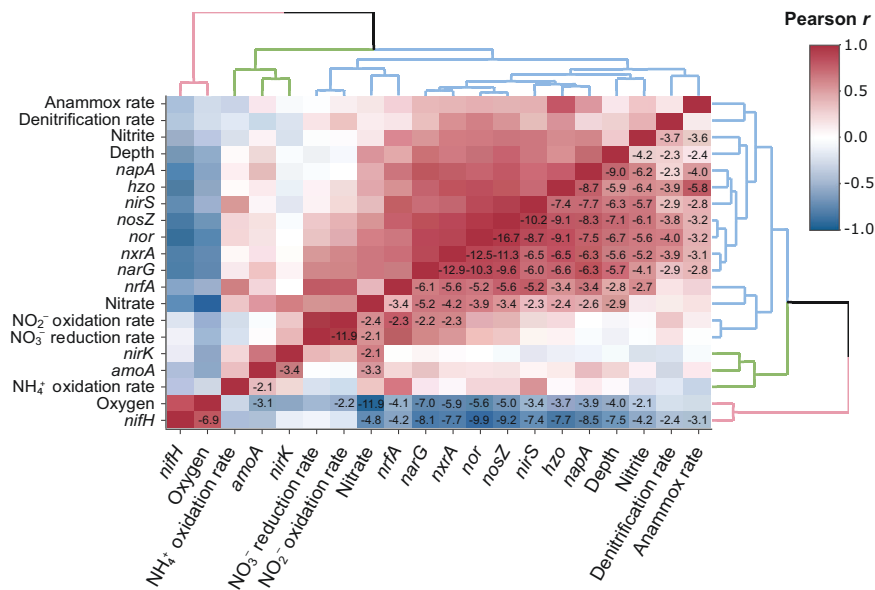 Pearson r
1.0
0.5
0.0
−0.5
−1.0
Anammox rate
Denitrification rate
Nitrite -3.7 -3.6
Depth -4.2 -2.3 -2.4
napA -9.0 -6.2 -2.3 -4.0
hzo -8.7 -5.9 -6.4 -3.9 -5.8
nirS -7.4 -7.7 -6.3 -5.7 -2.9 -2.8
nosZ -10.2 -9.1 -8.3 -7.1 -6.1 -3.8 -3.2
nor -16.7 -8.7 -9.1 -7.5 -6.7 -5.6 -4.0 -3.2
nxrA -12.5 -11.3 -6.5 -6.5 -6.3 -5.6 -5.2 -3.9 -3.1
narG -12.9 -10.3 -9.6 -6.0 -6.6 -6.3 -5.7 -4.1 -2.9 -2.8
nrfA -6.1 -5.6 -5.2 -5.6 -5.2 -3.4 -3.4 -2.8 -2.7
Nitrate -3.4 -5.2 -4.2 -3.9 -3.4 -2.3 -2.4 -2.6 -2.9
NO₂⁻ oxidation rate -2.4 -2.3 -2.2 -2.3
NO₃⁻ reduction rate -11.9 -2.1
nirK -2.1
amoA -3.4 -3.3
NH₄⁺ oxidation rate -2.1
Oxygen -3.1 -2.2 -11.9 -4.1 -7.0 -5.9 -5.6 -5.0 -3.4 -3.7 -3.9 -4.0 -2.1
nifH -6.9 -4.8 -4.2 -8.1 -7.7 -9.9 -9.2 -7.4 -7.7 -8.5 -7.5 -4.2 -2.4 -3.1
nifH
Oxygen
NH₄⁺ oxidation rate
amoA
nirK
NO₃⁻ reduction rate
NO₂⁻ oxidation rate
Nitrate
nrfA
narG
nxrA
nor
nosZ
nirS
hzo
napA
Depth
Nitrite
Denitrification rate
Anammox rate